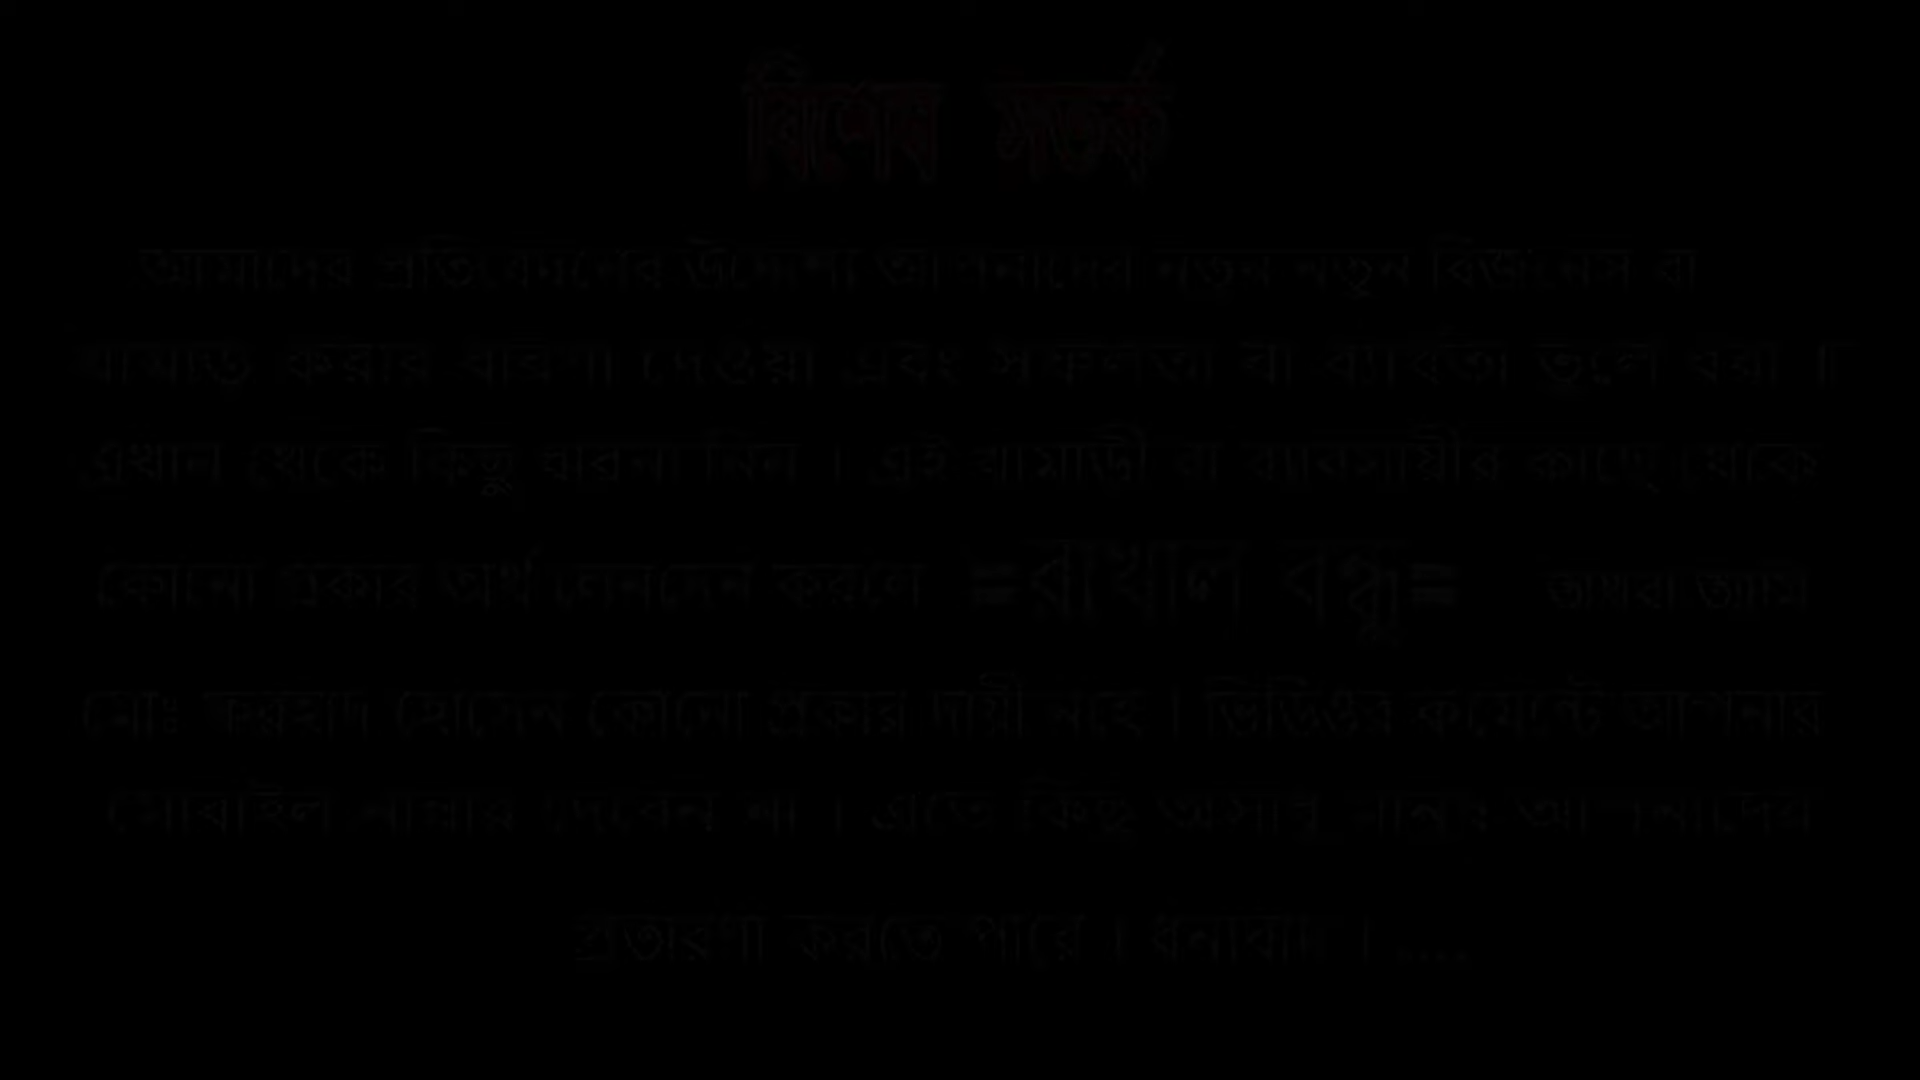 বিশেষ সতর্ক
আমাদের প্রতিবেদনের উদ্দেশ্য আপনাদের নতুন নতুন বিজনেস বা
খামার করার ধারণা দেওয়া এবং সফলতা বা ব্যার্থতা তুলে ধরা ।
এখান থেকে কিছু ধারনা নিন । এই খামাড়ী বা ব্যাবসায়ীর কাছে থেকে
কোনো প্রকার অর্থ লেনদেন করলে "রাখাল বন্ধু" অথবা আমি
মোঃ ফরহাদ হোসেন কোনো প্রকার দায়ী নহে । ভিডিওর কমেন্টে আপনার
মোবাইল নাম্বার দেবেন না । এতে কিছু অসাধু মানুষ আপনাদের
প্রতারণা করতে পারে । ধন্যবাদ । ....